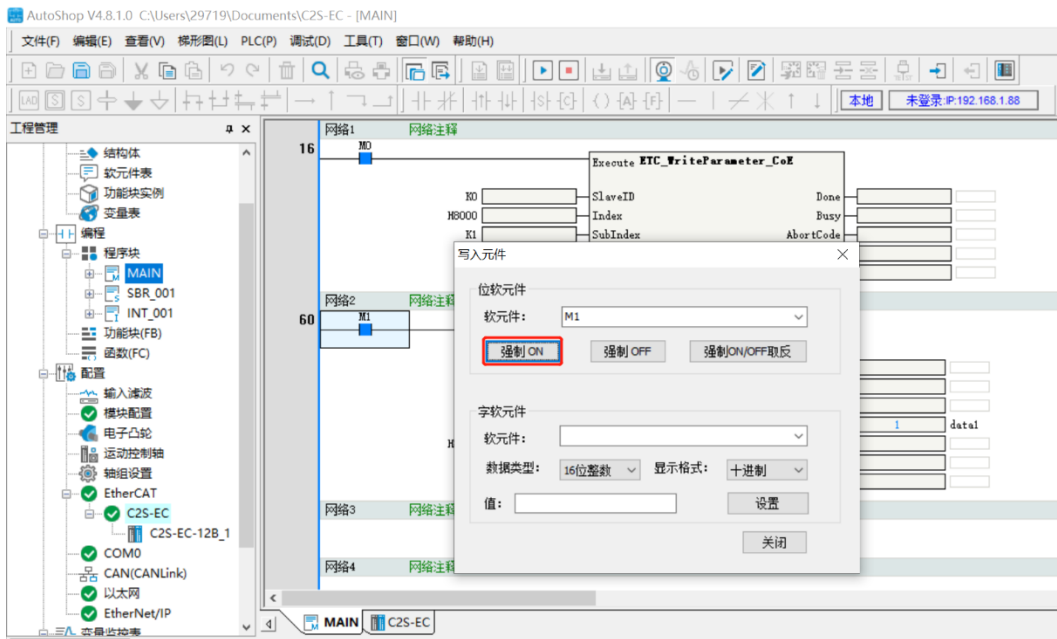 AutoShop V4.8.1.0 C:\Users\29719\Documents\C2S-EC - [MAIN]
文件(F) 编辑(E) 查看(V) 梯形图(L) PLC(P) 调试(D) 工具(T) 窗口(W) 帮助(H)
LAD S S {S} {C} ( ) {A} {F} 本地 未登录:IP:192.168.1.88
工程管理
结构体
软元件表
功能块实例
变量表
编程
程序块
MAIN
SBR_001
INT_001
功能块(FB)
函数(FC)
配置
输入滤波
模块配置
电子凸轮
运动控制轴
轴组设置
EtherCAT
C2S-EC
C2S-EC-12B_1
COM0
CAN(CANLink)
以太网
EtherNet/IP
变量监控表
网络1 网络注释
16 M0
Execute ETC_WriteParameter_CoE
K0 SlaveID Done
H8000 Index Busy
K1 SubIndex AbortCode
网络2 网络注释
60 M1
1 data1
H
网络3 网络注释
网络4 网络注释
写入元件
位软元件
软元件: M1
强制 ON 强制 OFF 强制ON/OFF取反
字软元件
软元件:
数据类型: 16位整数 显示格式: 十进制
值: 设置
关闭
MAIN C2S-EC